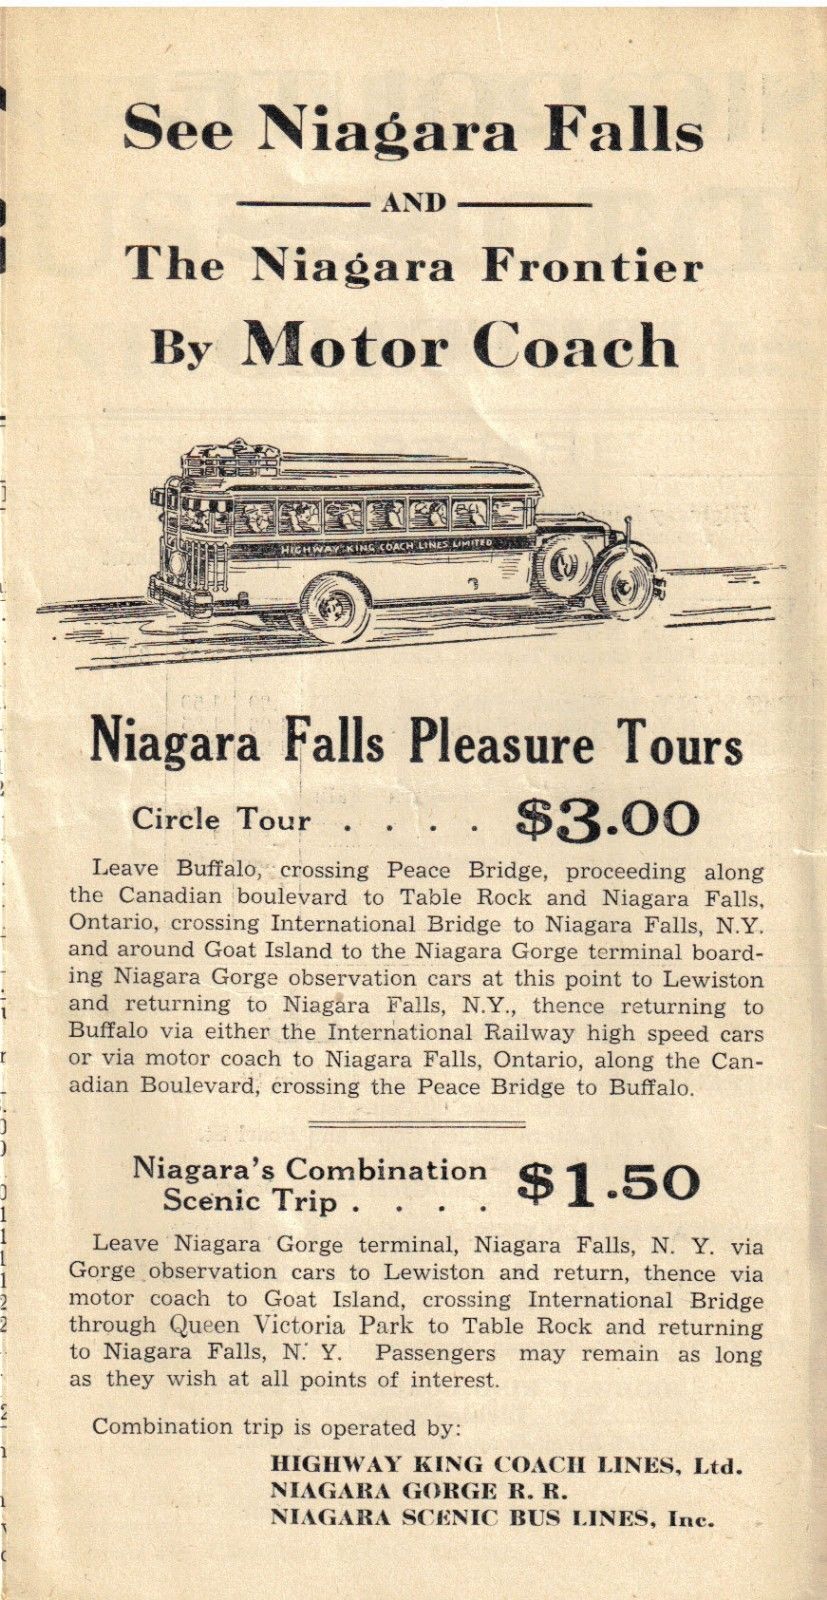 See Niagara Falls
AND
The Niagara Frontier
By Motor Coach
HIGHWAY KING COACH LINES LIMITED
Niagara Falls Pleasure Tours
Circle Tour . . . . $3.00
Leave Buffalo, crossing Peace Bridge, proceeding along
the Canadian boulevard to Table Rock and Niagara Falls,
Ontario, crossing International Bridge to Niagara Falls, N.Y.
and around Goat Island to the Niagara Gorge terminal board-
ing Niagara Gorge observation cars at this point to Lewiston
and returning to Niagara Falls, N.Y., thence returning to
Buffalo via either the International Railway high speed cars
or via motor coach to Niagara Falls, Ontario, along the Can-
adian Boulevard, crossing the Peace Bridge to Buffalo.
Niagara's Combination
Scenic Trip . . . . $1.50
Leave Niagara Gorge terminal, Niagara Falls, N. Y. via
Gorge observation cars to Lewiston and return, thence via
motor coach to Goat Island, crossing International Bridge
through Queen Victoria Park to Table Rock and returning
to Niagara Falls, N. Y. Passengers may remain as long
as they wish at all points of interest.
Combination trip is operated by:
HIGHWAY KING COACH LINES, Ltd.
NIAGARA GORGE R. R.
NIAGARA SCENIC BUS LINES, Inc.